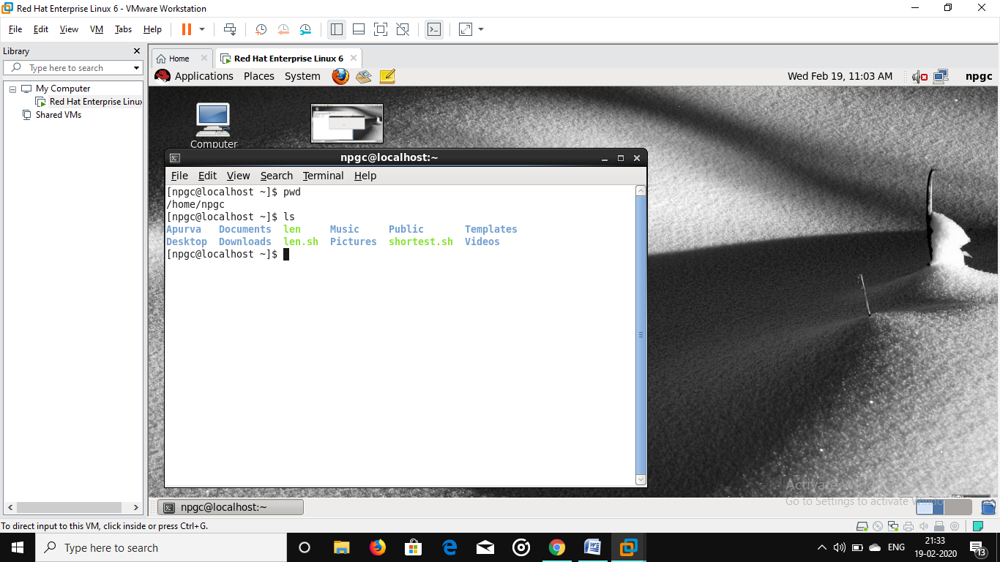 Red Hat Enterprise Linux 6 - VMware Workstation
File Edit View VM Tabs Help
Library
Type here to search
My Computer
Red Hat Enterprise Linux
Shared VMs
Home
Red Hat Enterprise Linux 6
Applications Places System
Wed Feb 19, 11:03 AM
npgc
Computer
npgc@localhost:~
File Edit View Search Terminal Help
[npgc@localhost ~]$ pwd
/home/npgc
[npgc@localhost ~]$ ls
Apurva Documents len Music Public Templates
Desktop Downloads len.sh Pictures shortest.sh Videos
[npgc@localhost ~]$
npgc@localhost:~
Go to Settings to activate Windo
To direct input to this VM, click inside or press Ctrl+G.
Type here to search
ENG
21:33
19-02-2020
13